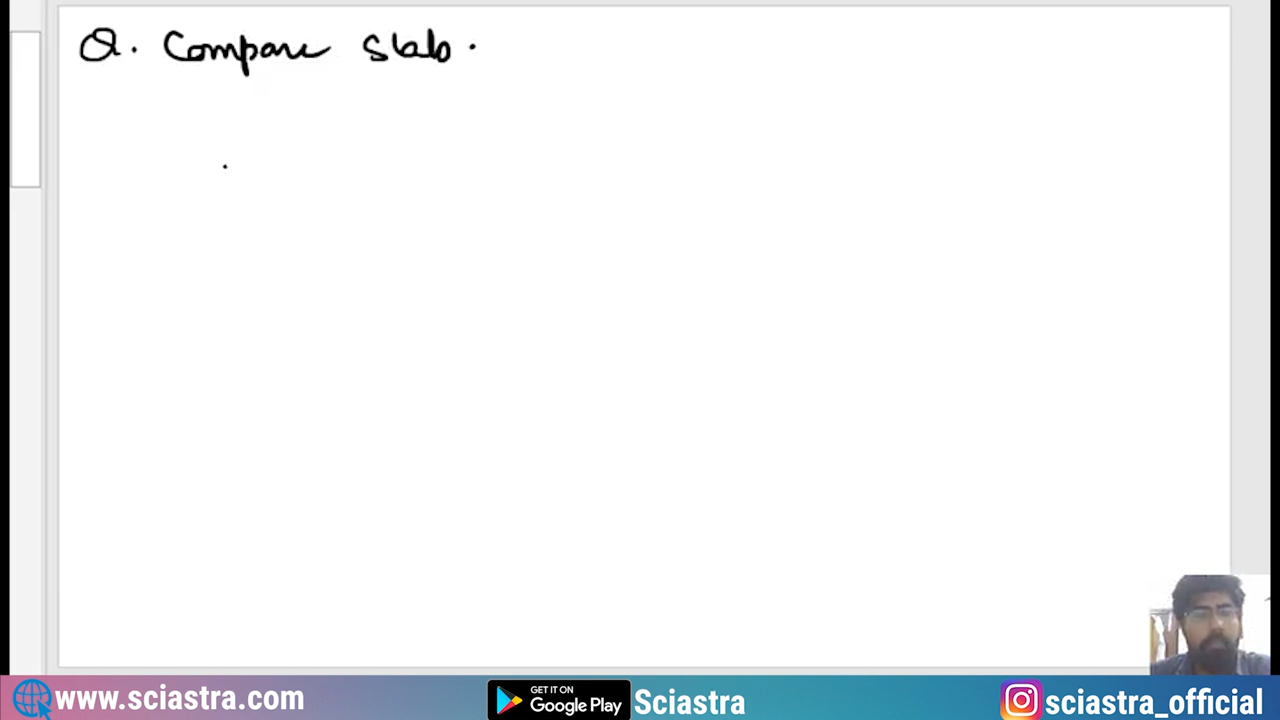 Q. Compare Stab.
www.sciastra.com
GET IT ON
Google Play
Sciastra
sciastra_official